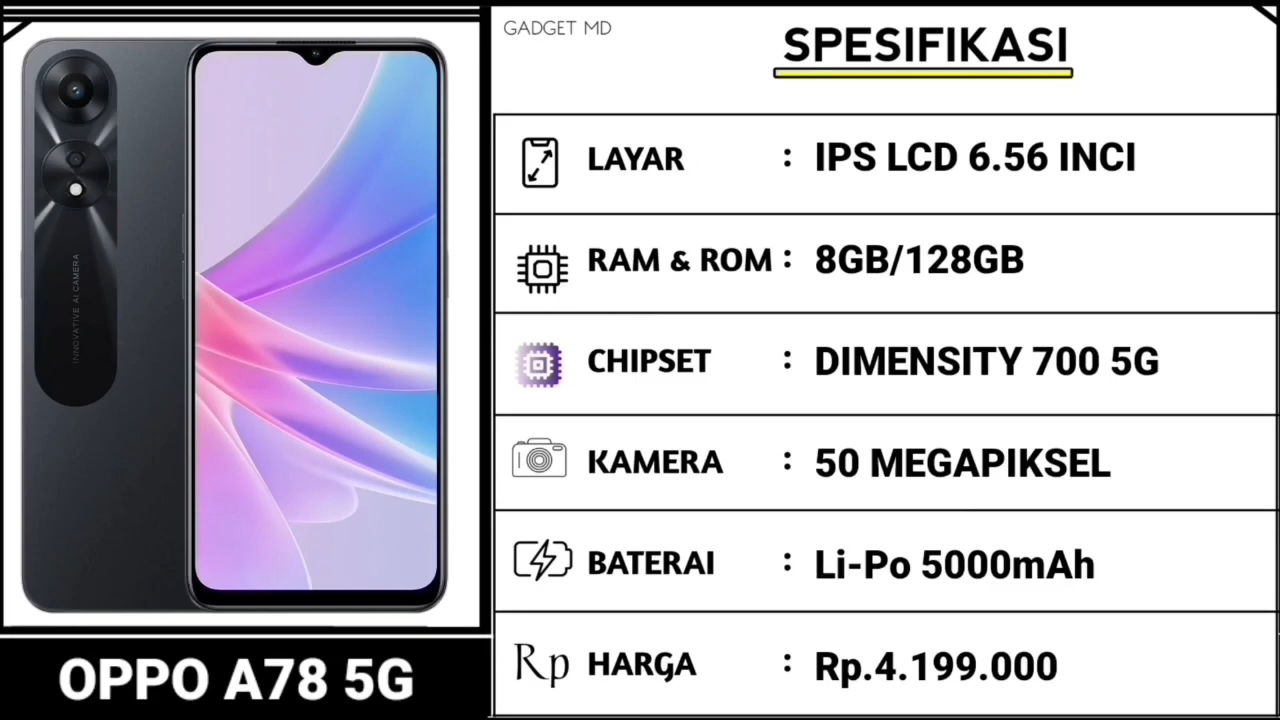 GADGET MD
SPESIFIKASI
LAYAR : IPS LCD 6.56 INCI
RAM & ROM : 8GB/128GB
CHIPSET : DIMENSITY 700 5G
KAMERA : 50 MEGAPIKSEL
BATERAI : Li-Po 5000mAh
Rp HARGA : Rp.4.199.000
INNOVATIVE AI CAMERA
OPPO A78 5G